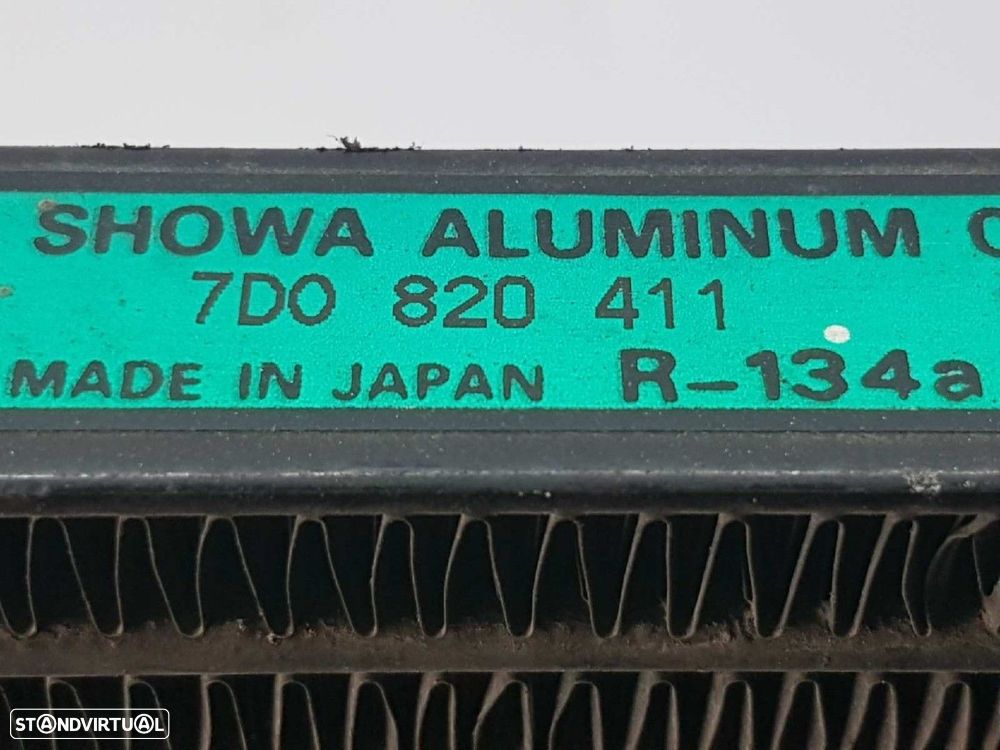 SHOWA ALUMINUM
7D0 820 411
MADE IN JAPAN R-134a
STANDVIRTUAL